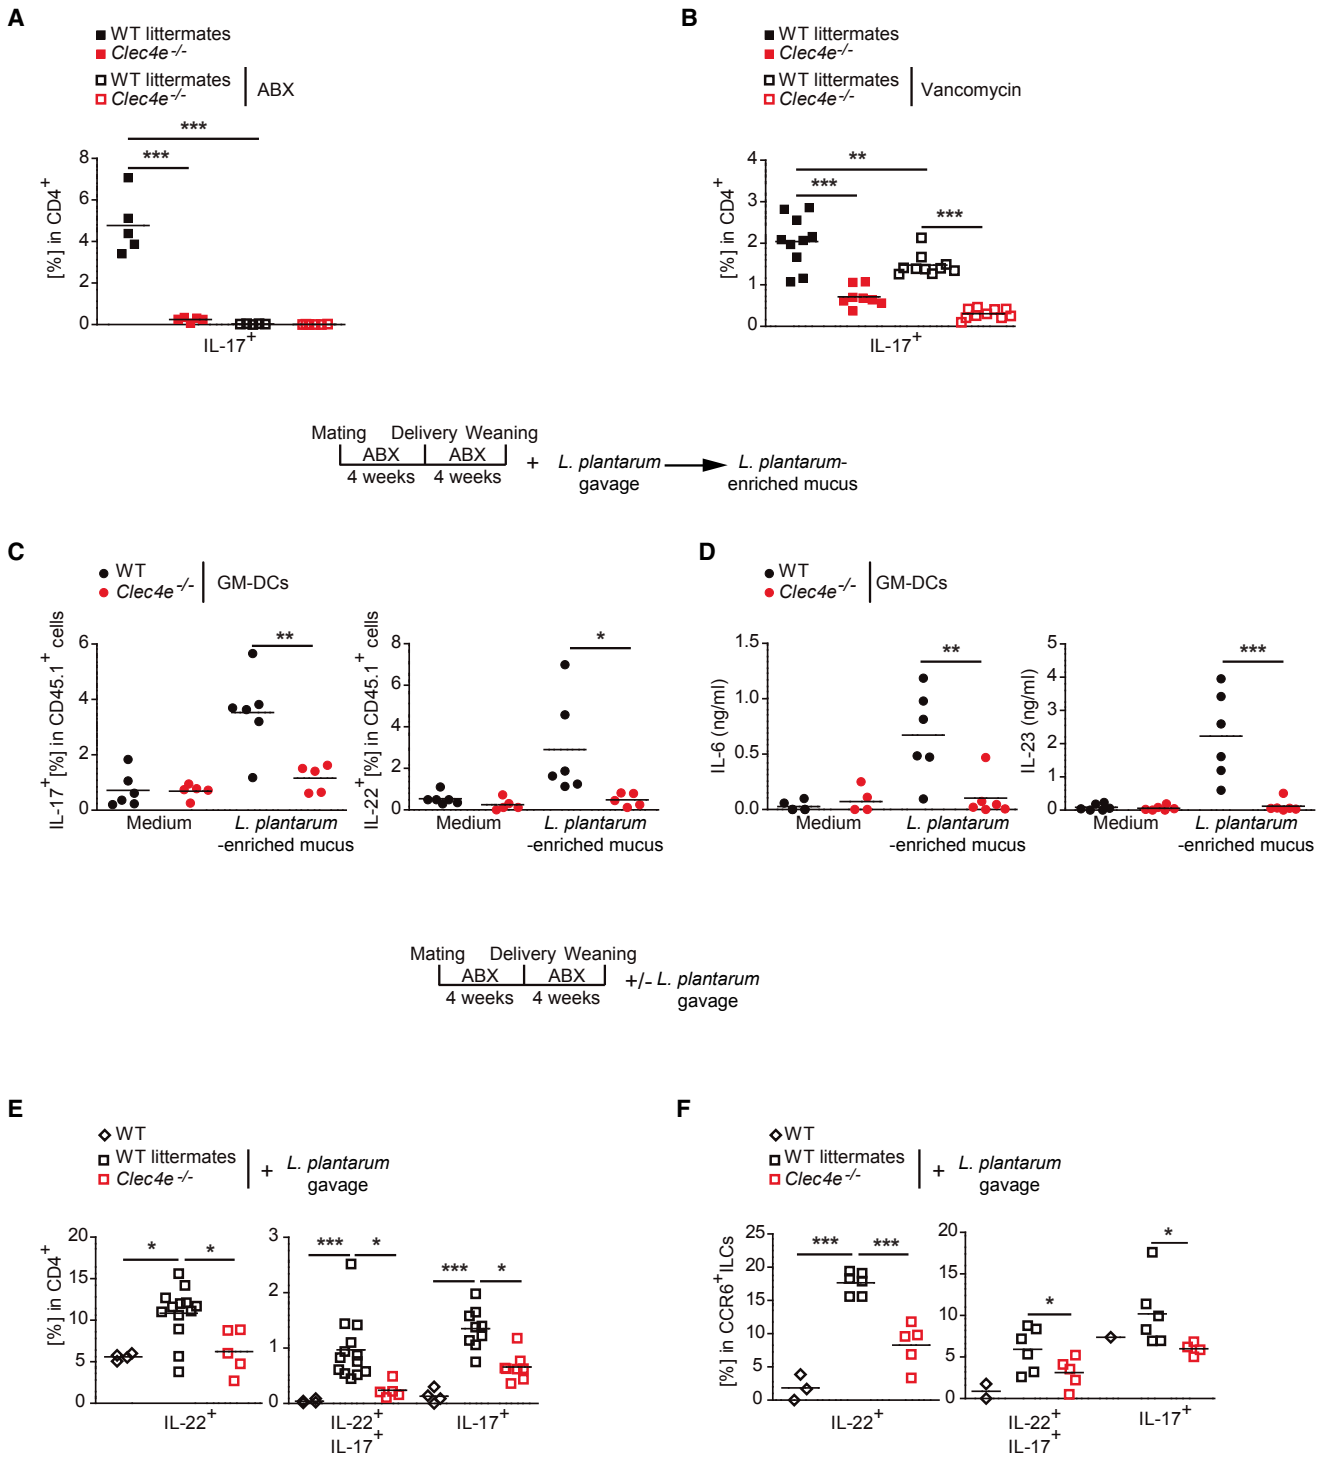 A
WT littermates
Clec4e-/-
WT littermates
Clec4e-/-
ABX
***
***
[%] in CD4+
8
6
4
2
0
IL-17+
B
WT littermates
Clec4e-/-
WT littermates
Clec4e-/-
Vancomycin
**
***
***
[%] in CD4+
4
3
2
1
0
IL-17+
Mating Delivery Weaning
ABX ABX
4 weeks 4 weeks
+ L. plantarum
gavage
L. plantarum-
enriched mucus
C
WT
Clec4e-/-
GM-DCs
IL-17+ [%] in CD45.1+ cells
6
4
2
0
**
Medium
L. plantarum
-enriched mucus
IL-22+ [%] in CD45.1+ cells
8
6
4
2
0
*
Medium
L. plantarum
-enriched mucus
D
WT
Clec4e-/-
GM-DCs
IL-6 (ng/ml)
1.5
1.0
0.5
0.0
**
Medium
L. plantarum
-enriched mucus
IL-23 (ng/ml)
5
4
3
2
1
0
***
Medium
L. plantarum
-enriched mucus
Mating Delivery Weaning
ABX ABX
4 weeks 4 weeks
+/- L. plantarum
gavage
E
WT
WT littermates
Clec4e-/-
+ L. plantarum
gavage
[%] in CD4+
20
15
10
5
0
* *
IL-22+
3
2
1
0
*** *
*** *
IL-22+
IL-17+
IL-17+
F
WT
WT littermates
Clec4e-/-
+ L. plantarum
gavage
[%] in CCR6+ILCs
25
20
15
10
5
0
*** ***
IL-22+
20
15
10
5
0
*
*
IL-22+
IL-17+
IL-17+